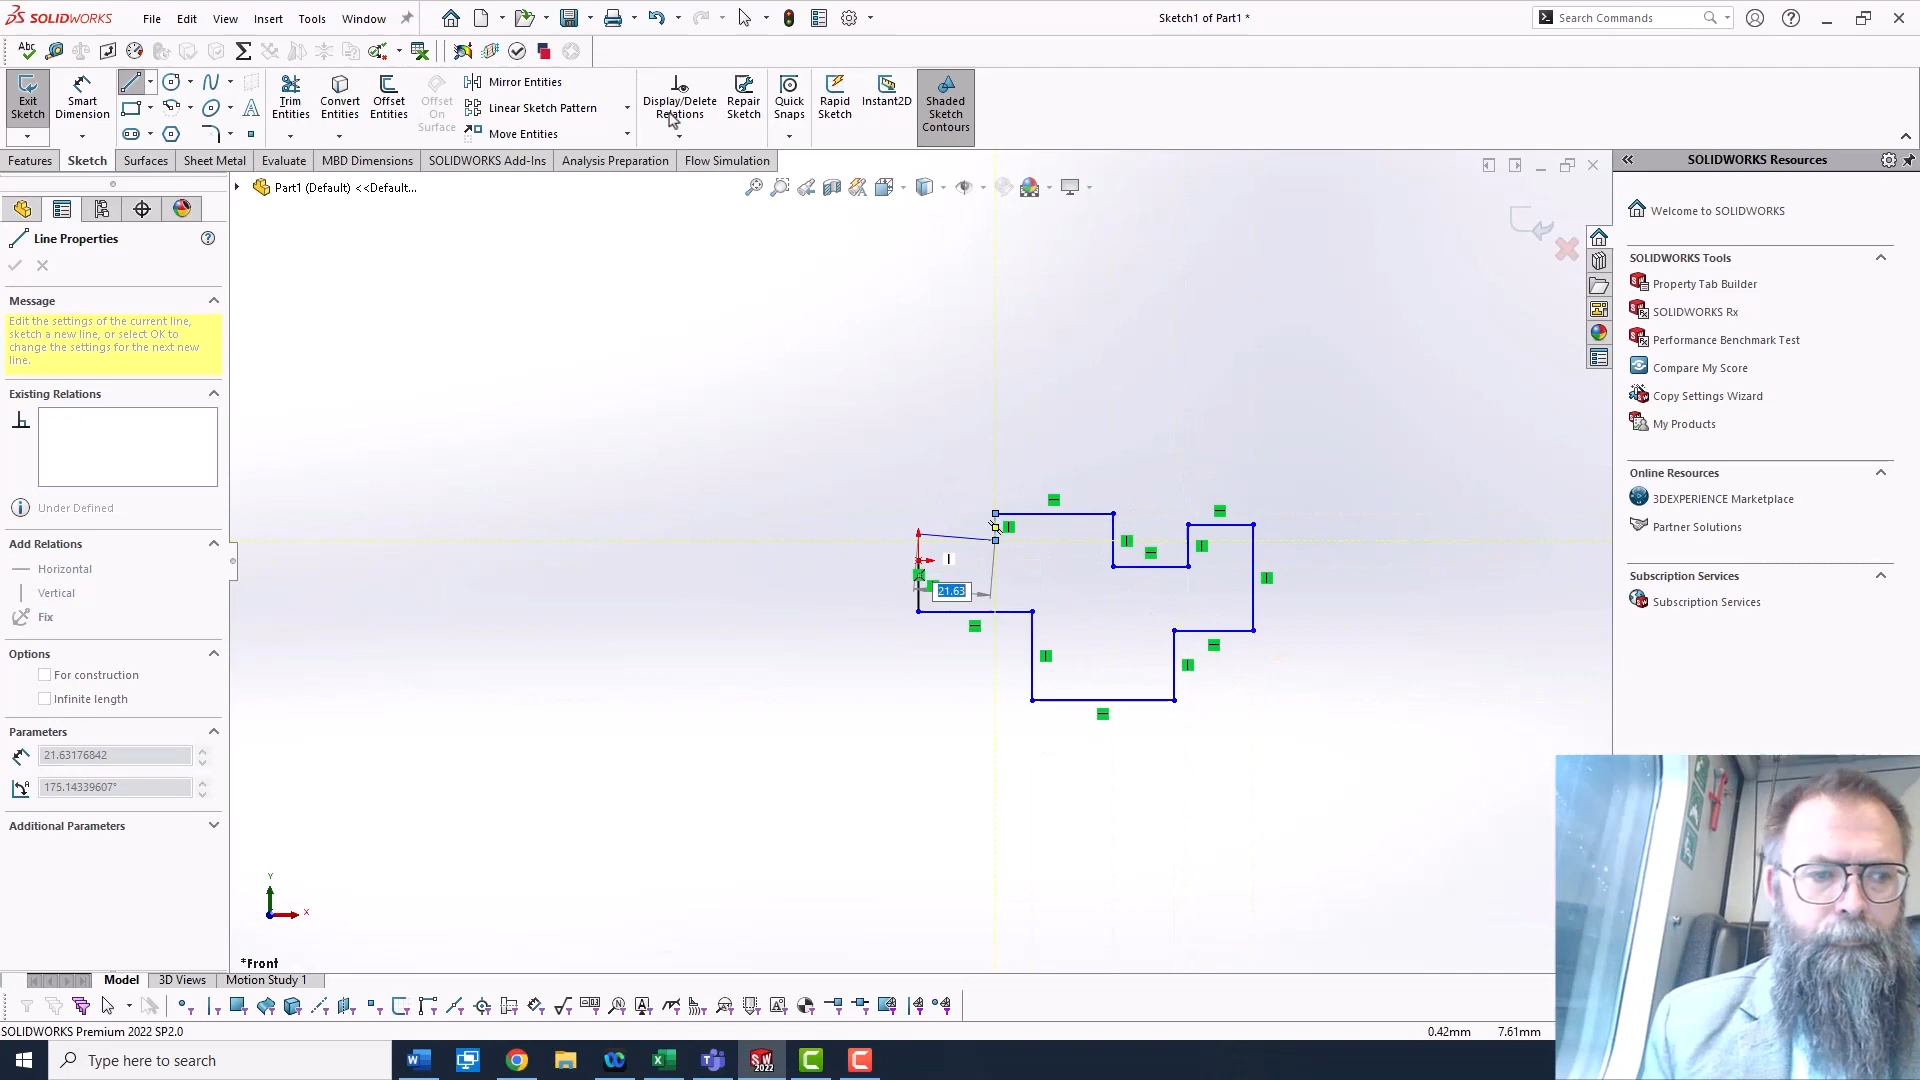 SOLIDWORKS File Edit View Insert Tools Window Sketch1 of Part1 * Search Commands
Abc
Exit Sketch
Smart Dimension
Trim Entities
Convert Entities
Offset Entities
Offset On Surface
Mirror Entities
Linear Sketch Pattern
Move Entities
Display/Delete Relations
Repair Sketch
Quick Snaps
Rapid Sketch
Instant2D
Shaded Sketch Contours
Features Sketch Surfaces Sheet Metal Evaluate MBD Dimensions SOLIDWORKS Add-Ins Analysis Preparation Flow Simulation
Part1 (Default) <<Default...
Line Properties
Message
Edit the settings of the current line,
sketch a new line, or select OK to
change the settings for the next new
line.
Existing Relations
Under Defined
Add Relations
Horizontal
Vertical
Fix
Options
For construction
Infinite length
Parameters
21.63176842
175.14339607°
Additional Parameters
21.63
Y
X
*Front
SOLIDWORKS Resources
Welcome to SOLIDWORKS
SOLIDWORKS Tools
Property Tab Builder
SOLIDWORKS Rx
Performance Benchmark Test
Compare My Score
Copy Settings Wizard
My Products
Online Resources
3DEXPERIENCE Marketplace
Partner Solutions
Subscription Services
Subscription Services
Model 3D Views Motion Study 1
SOLIDWORKS Premium 2022 SP2.0 0.42mm 7.61mm
Type here to search